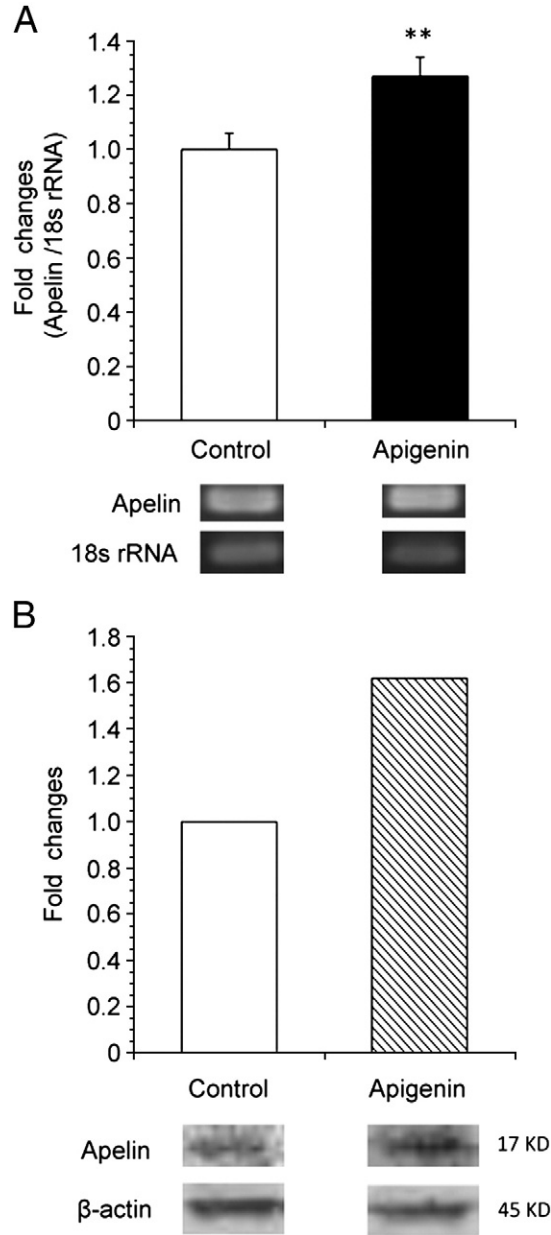 A
Fold changes
(Apelin /18s rRNA)
1.4
1.2
1.0
0.8
0.6
0.4
0.2
0
**
Control Apigenin
Apelin
18s rRNA
B
Fold changes
1.8
1.6
1.4
1.2
1.0
0.8
0.6
0.4
0.2
0
Control Apigenin
Apelin 17 KD
β-actin 45 KD